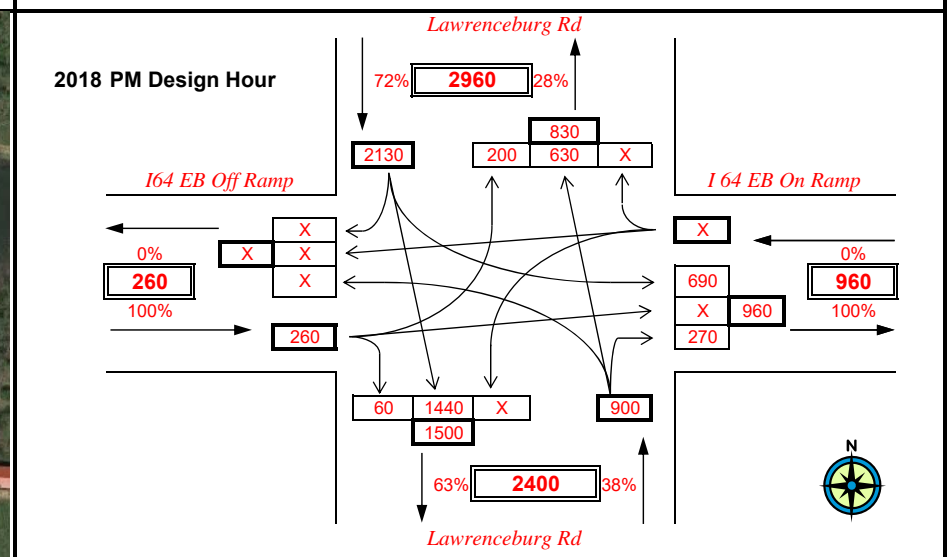 Lawrenceburg Rd
2018 PM Design Hour
72% 2960 28%
830
2130 200 630 X
I64 EB Off Ramp
I 64 EB On Ramp
X
X
X X
0%
0%
260
690
960
X
X 960
100%
100%
260
270
60 1440 X
900
1500
N
63% 2400 38%
Lawrenceburg Rd